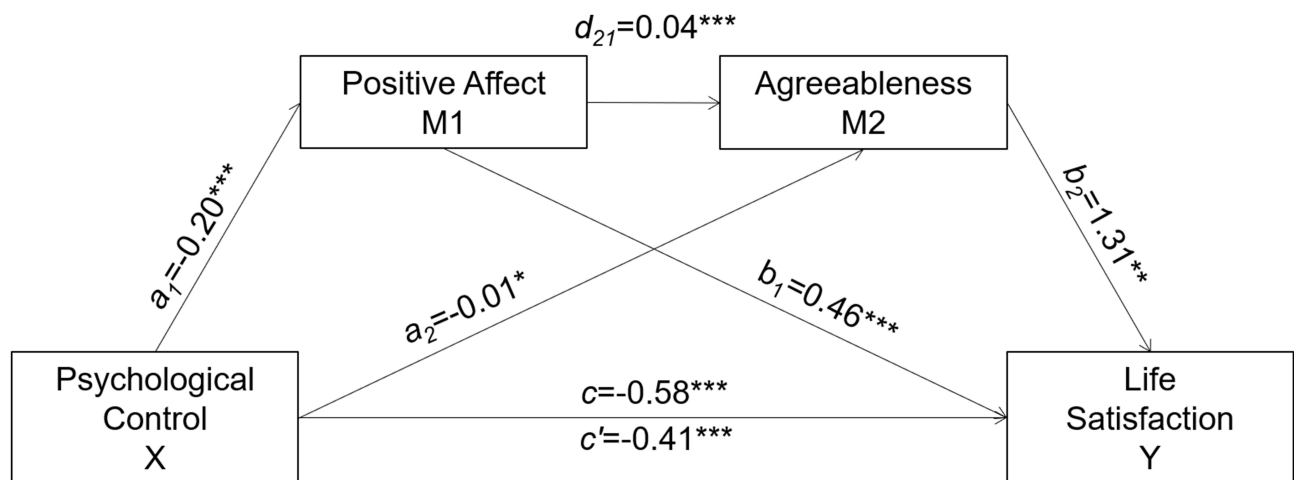 d21=0.04***
Positive Affect
M1
Agreeableness
M2
a1=-0.20***
b2=1.31**
a2=-0.01*
b1=0.46***
Psychological
Control
X
c=-0.58***
c'=-0.41***
Life
Satisfaction
Y